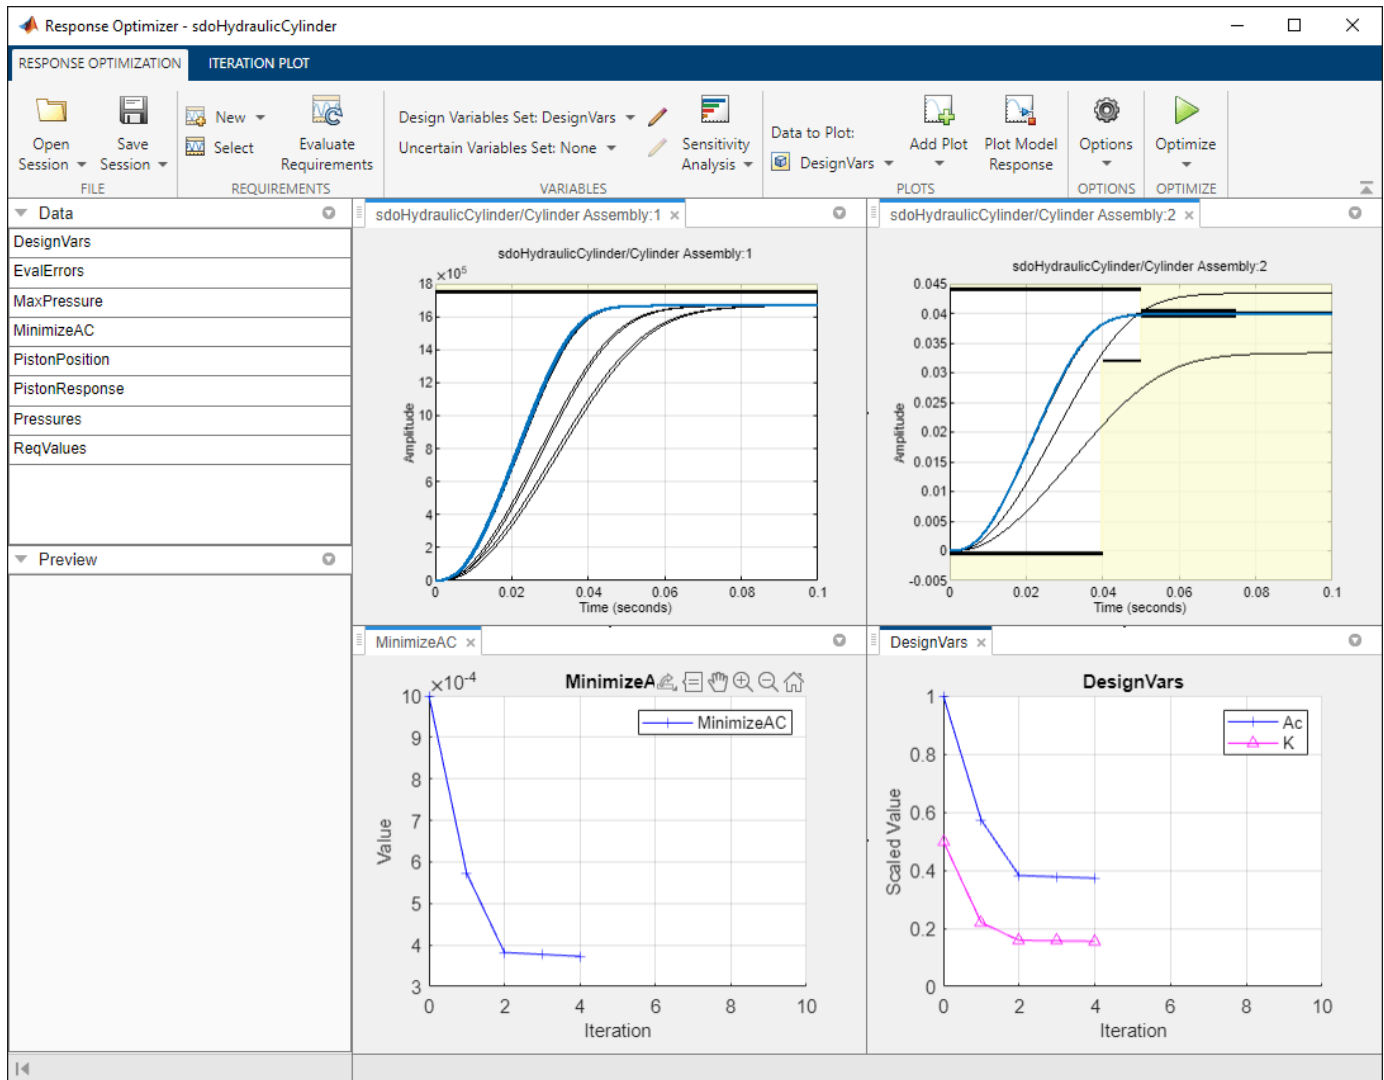 Response Optimizer - sdoHydraulicCylinder
RESPONSE OPTIMIZATION
ITERATION PLOT
Open Session
Save Session
FILE
New
Select
Evaluate Requirements
REQUIREMENTS
Design Variables Set: DesignVars
Uncertain Variables Set: None
Sensitivity Analysis
VARIABLES
Data to Plot:
DesignVars
Add Plot
Plot Model Response
PLOTS
Options
OPTIONS
Optimize
OPTIMIZE
Data
DesignVars
EvalErrors
MaxPressure
MinimizeAC
PistonPosition
PistonResponse
Pressures
ReqValues
Preview
sdoHydraulicCylinder/Cylinder Assembly:1 ×
sdoHydraulicCylinder/Cylinder Assembly:1
×10⁵
18
16
14
12
10
8
6
4
2
0
Amplitude
0 0.02 0.04 0.06 0.08 0.1
Time (seconds)
sdoHydraulicCylinder/Cylinder Assembly:2 ×
sdoHydraulicCylinder/Cylinder Assembly:2
0.045
0.04
0.035
0.03
0.025
0.02
0.015
0.01
0.005
0
-0.005
Amplitude
0 0.02 0.04 0.06 0.08 0.1
Time (seconds)
MinimizeAC ×
MinimizeA
×10⁻⁴
MinimizeAC
10
9
8
7
6
5
4
3
Value
0 2 4 6 8 10
Iteration
DesignVars ×
DesignVars
Ac
K
1
0.8
0.6
0.4
0.2
0
Scaled Value
0 2 4 6 8 10
Iteration